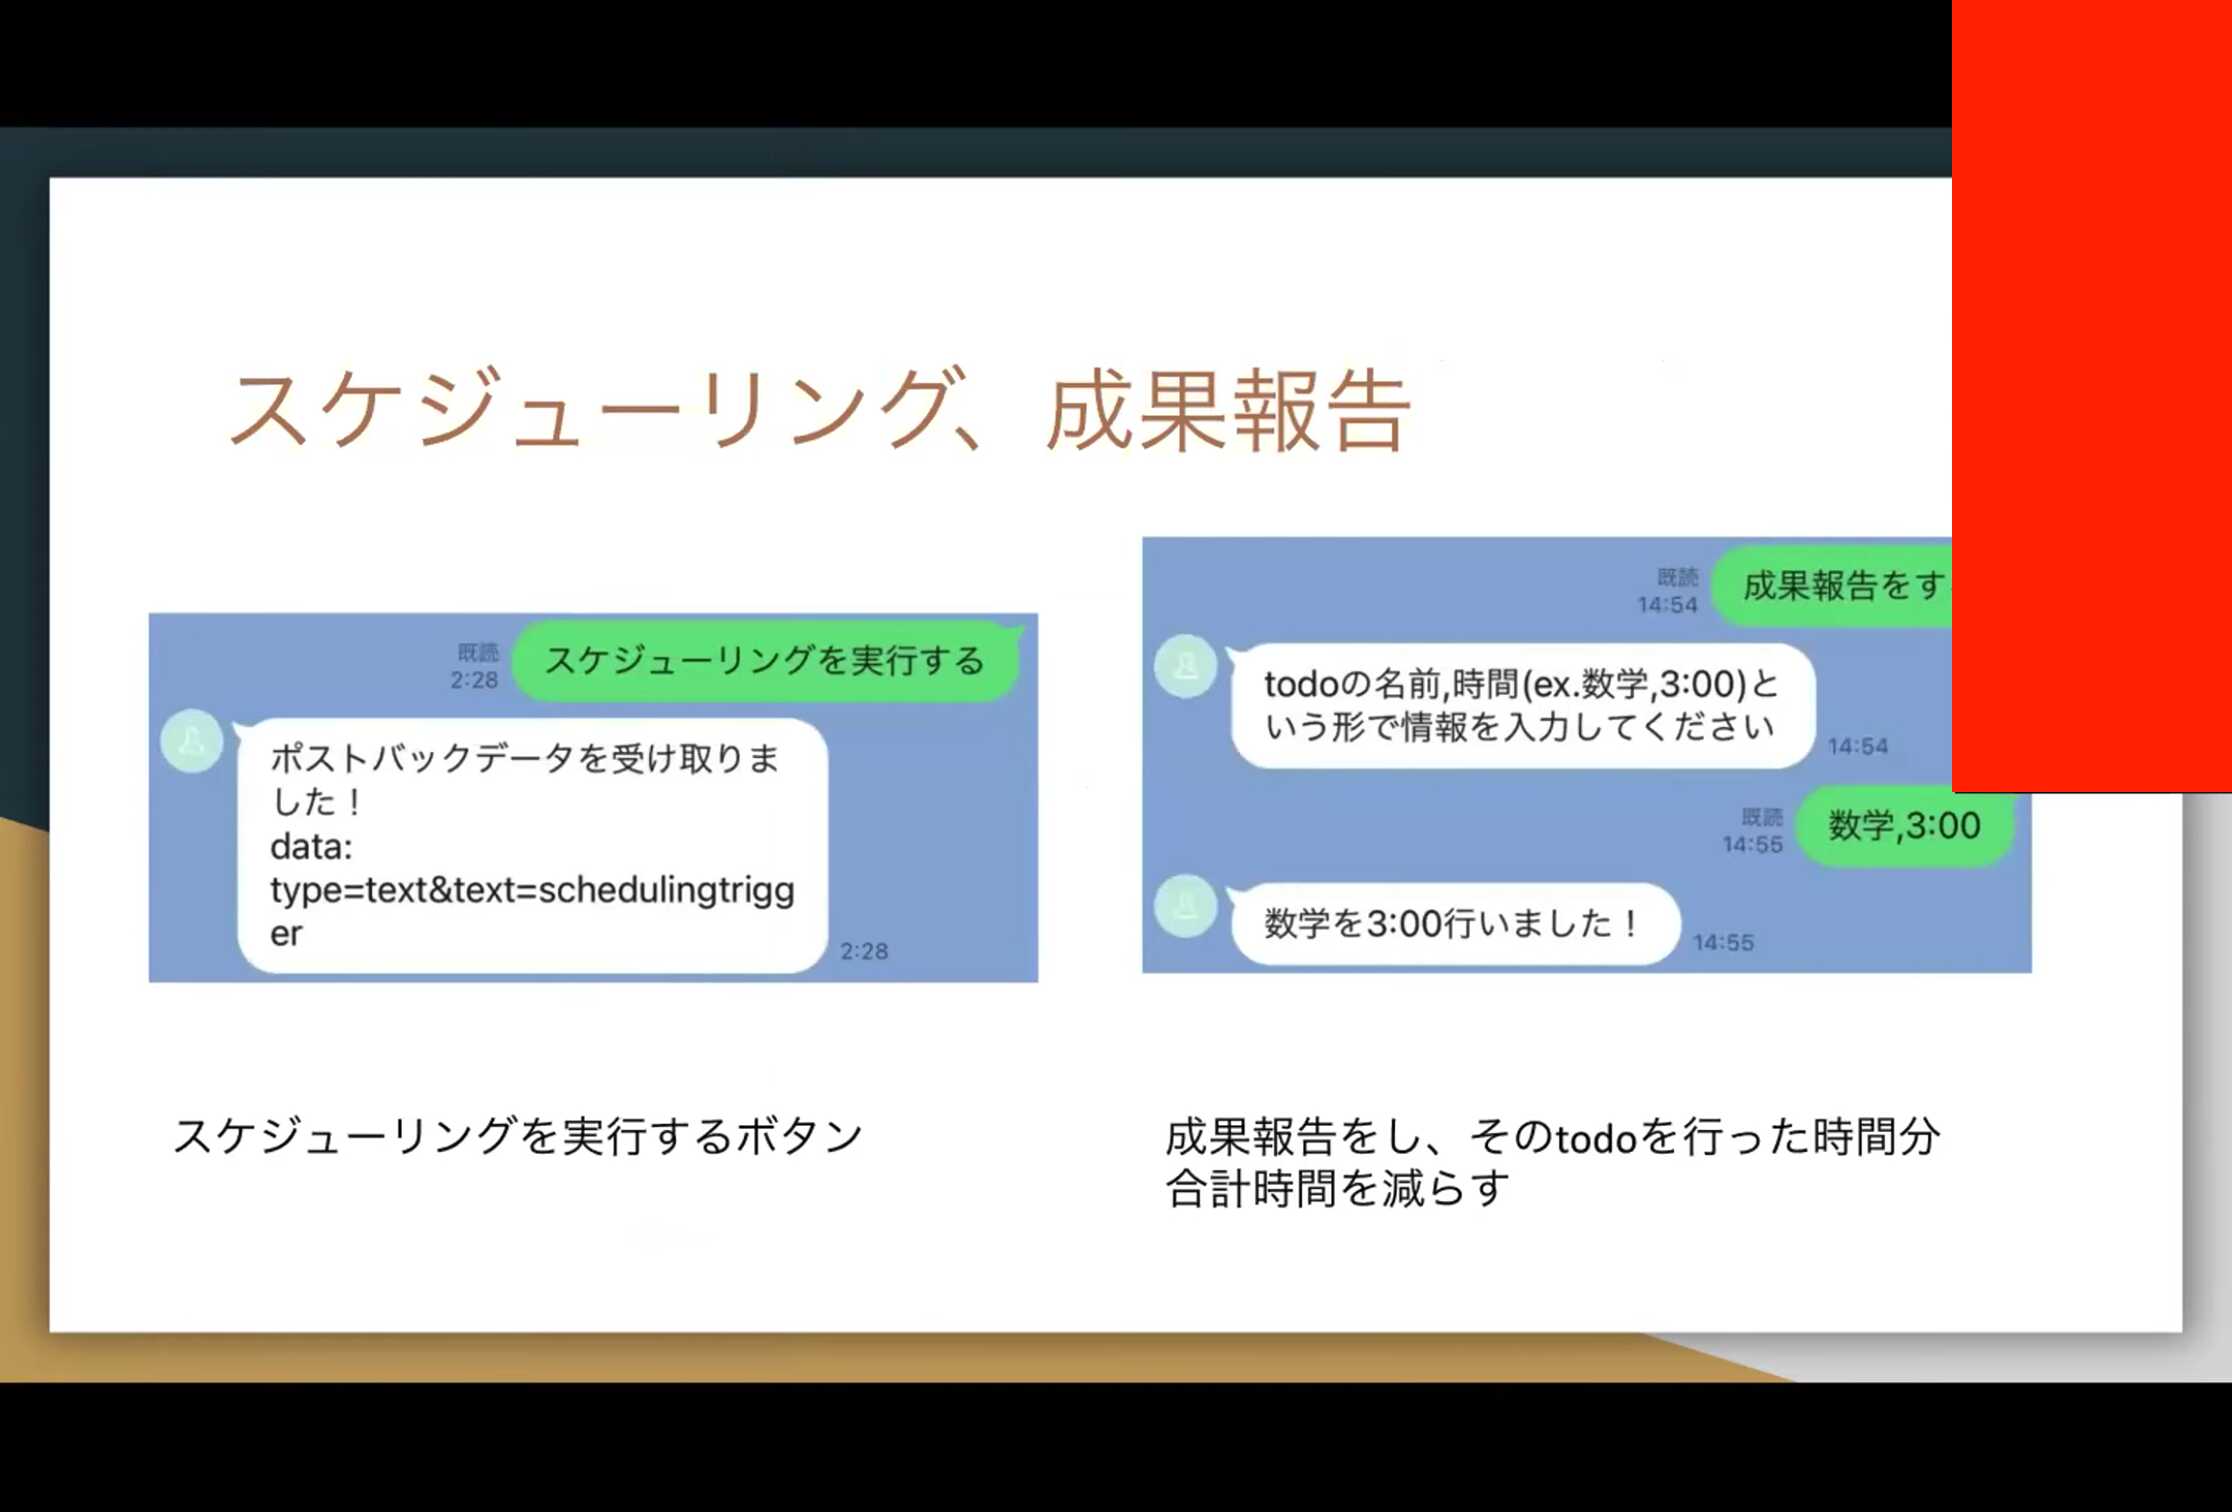 スケジューリング、成果報告
既読
2:28
スケジューリングを実行する
ポストバックデータを受け取りま
した！
data:
type=text&text=schedulingtrigg
er
2:28
既読
14:54
成果報告をす
todoの名前,時間(ex.数学,3:00)と
いう形で情報を入力してください
14:54
既読
14:55
数学,3:00
数学を3:00行いました！
14:55
スケジューリングを実行するボタン
成果報告をし、そのtodoを行った時間分
合計時間を減らす